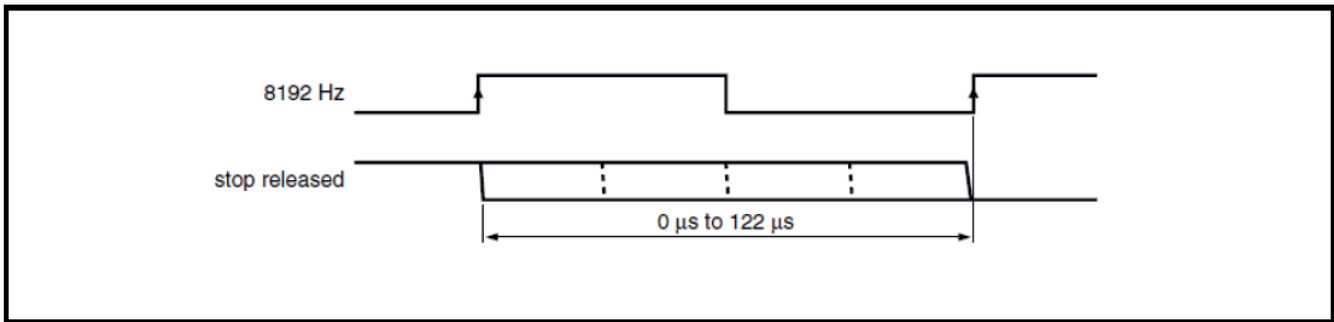 8192 Hz
stop released
0 μs to 122 μs